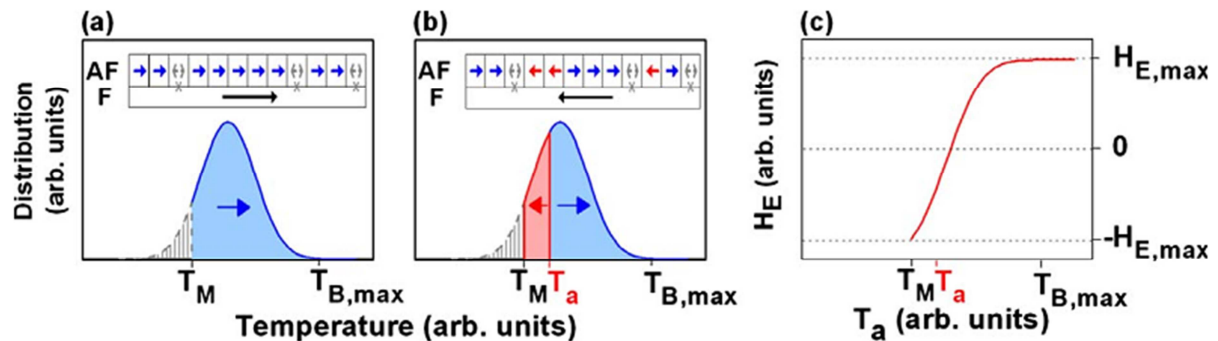 (a)
(b)
(c)
AF
F
AF
F
Distribution
(arb. units)
T_M
T_B,max
T_M
T_a
T_B,max
Temperature (arb. units)
H_E (arb. units)
H_E,max
0
-H_E,max
T_M
T_a
T_B,max
T_a (arb. units)